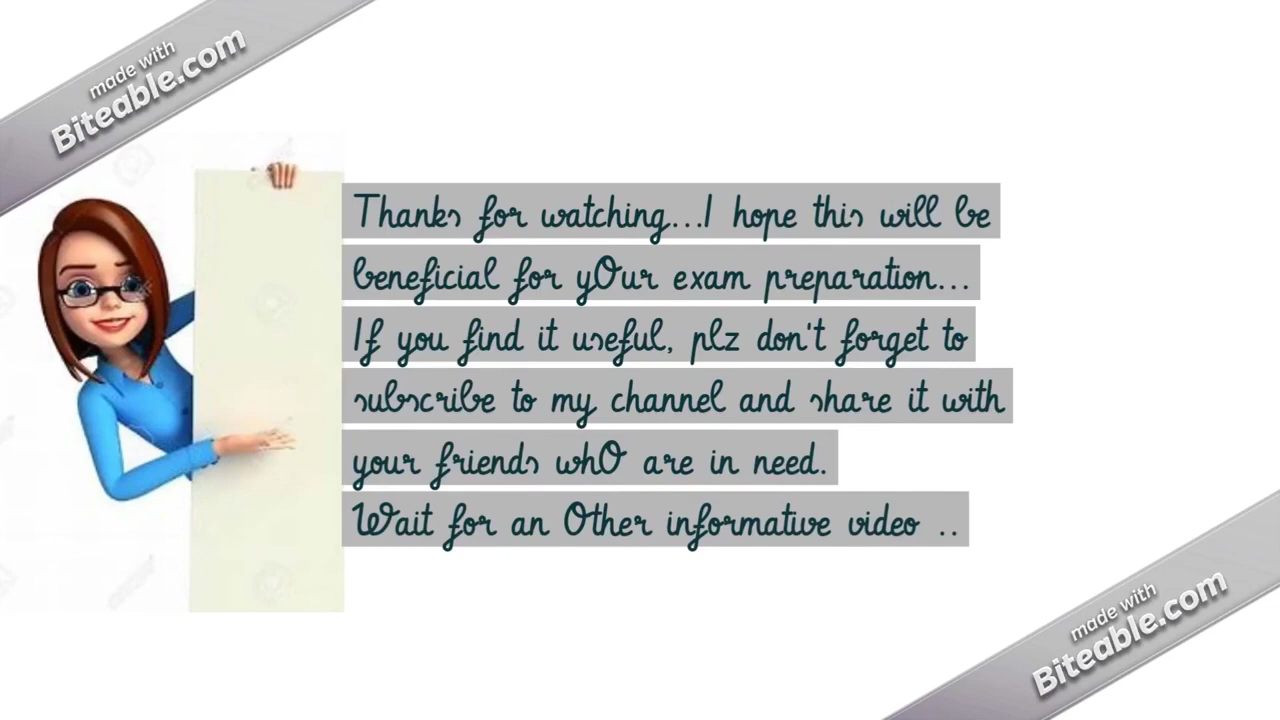 made with
Biteable.com
Thanks for watching...I hope this will be
beneficial for yOur exam preparation...
If you find it useful, plz don't forget to
subscribe to my channel and share it with
your friends whO are in need.
Wait for an Other informative video ..
made with
Biteable.com